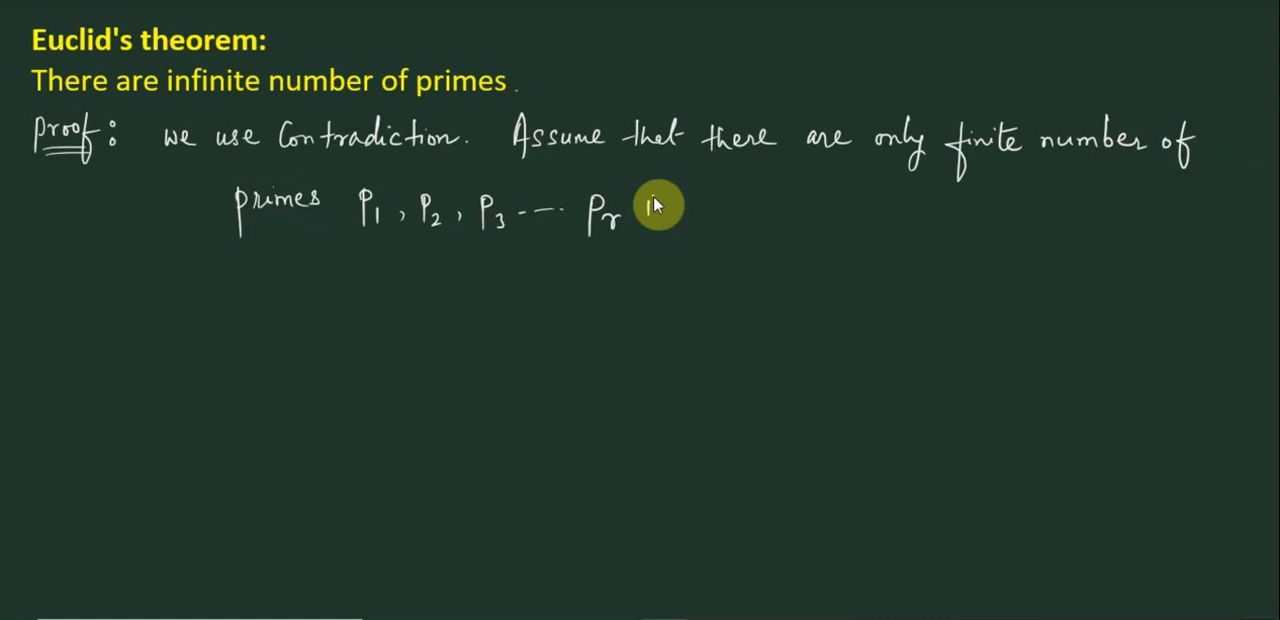 Euclid's theorem:
There are infinite number of primes.
Proof: we use Contradiction. Assume that there are only finite number of
primes P1, P2, P3 ---- Pr